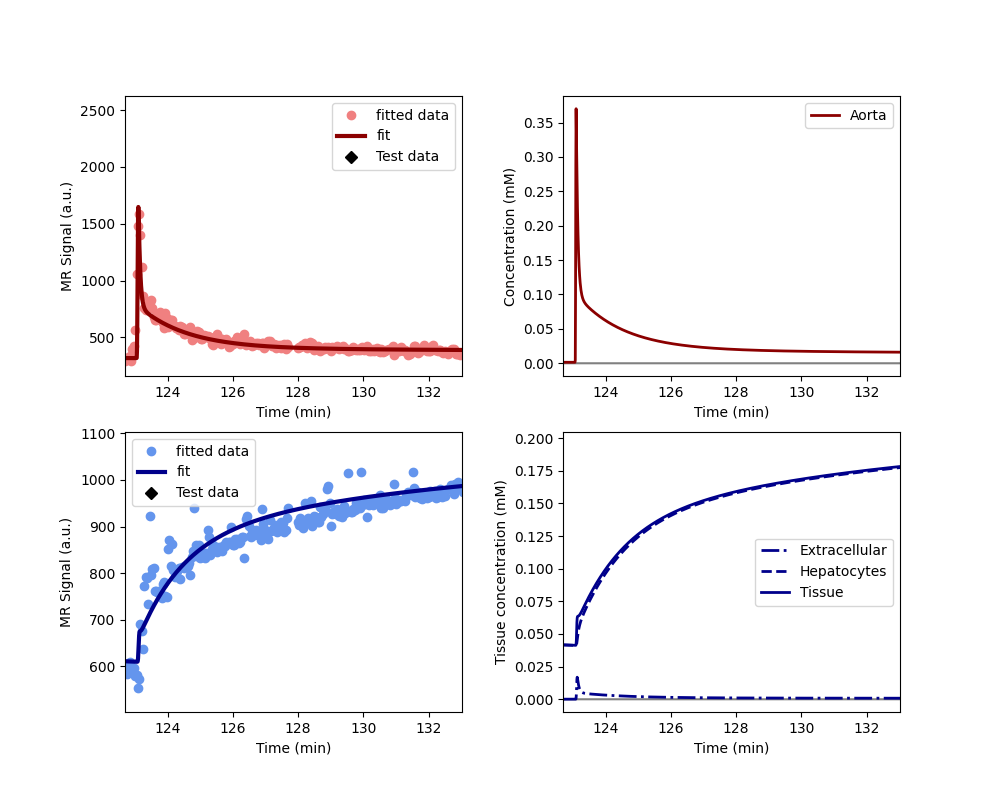 2500
2000
1500
1000
500
MR Signal (a.u.)
fitted data
fit
Test data
124 126 128 130 132
Time (min)
0.35
0.30
0.25
0.20
0.15
0.10
0.05
0.00
Concentration (mM)
Aorta
124 126 128 130 132
Time (min)
1100
1000
900
800
700
600
MR Signal (a.u.)
fitted data
fit
Test data
124 126 128 130 132
Time (min)
0.200
0.175
0.150
0.125
0.100
0.075
0.050
0.025
0.000
Tissue concentration (mM)
Extracellular
Hepatocytes
Tissue
124 126 128 130 132
Time (min)